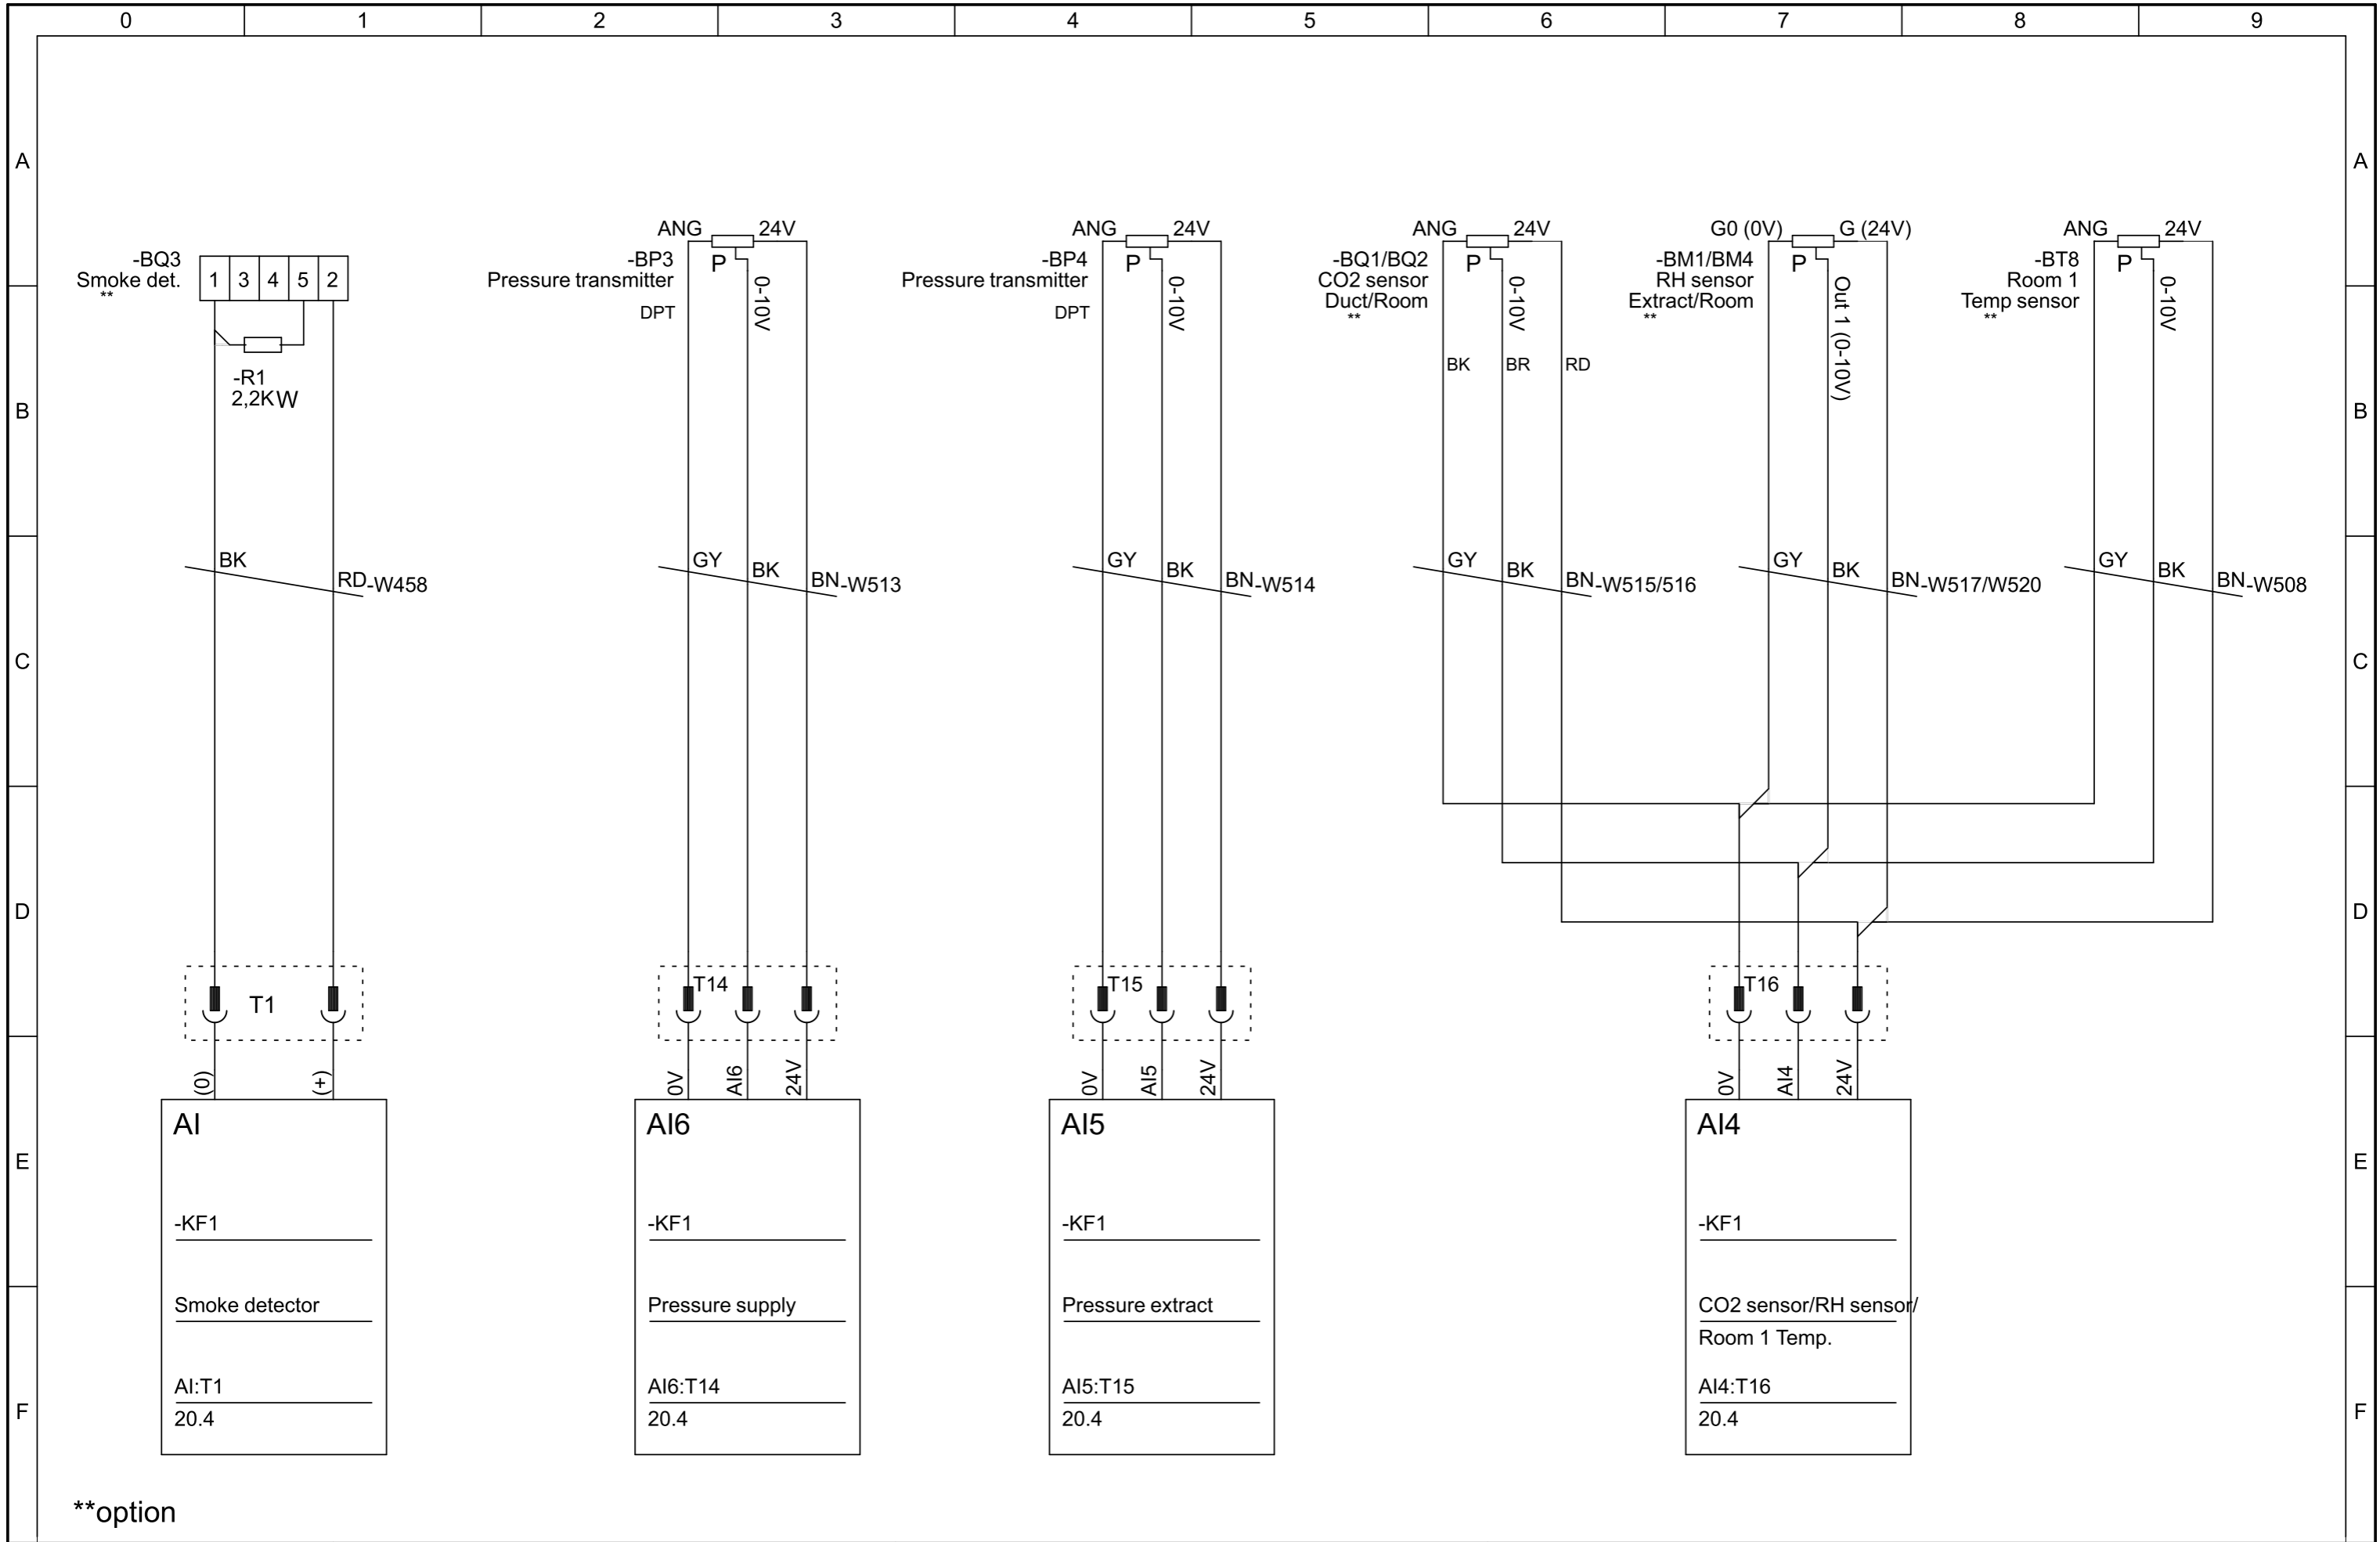 0 1 2 3 4 5 6 7 8 9
A A
-BQ3
Smoke det.
**
1 3 4 5 2
-R1
2,2KW
ANG 24V
-BP3
Pressure transmitter
DPT
P
0-10V
ANG 24V
-BP4
Pressure transmitter
DPT
P
0-10V
ANG 24V
-BQ1/BQ2
CO2 sensor
Duct/Room
**
P
0-10V
BK BR RD
G0 (0V) G (24V)
-BM1/BM4
RH sensor
Extract/Room
**
P
Out 1 (0-10V)
ANG 24V
-BT8
Room 1
Temp sensor
**
P
0-10V
B B
BK RD -W458
GY BK BN -W513
GY BK BN -W514
GY BK BN -W515/516
GY BK BN -W517/W520
GY BK BN -W508
C C
D D
T1
T14
T15
T16
(0) (+)
0V AI6 24V
0V AI5 24V
0V AI4 24V
E E
AI
-KF1
Smoke detector
AI:T1
20.4
AI6
-KF1
Pressure supply
AI6:T14
20.4
AI5
-KF1
Pressure extract
AI5:T15
20.4
AI4
-KF1
CO2 sensor/RH sensor/
Room 1 Temp.
AI4:T16
20.4
F F
**option